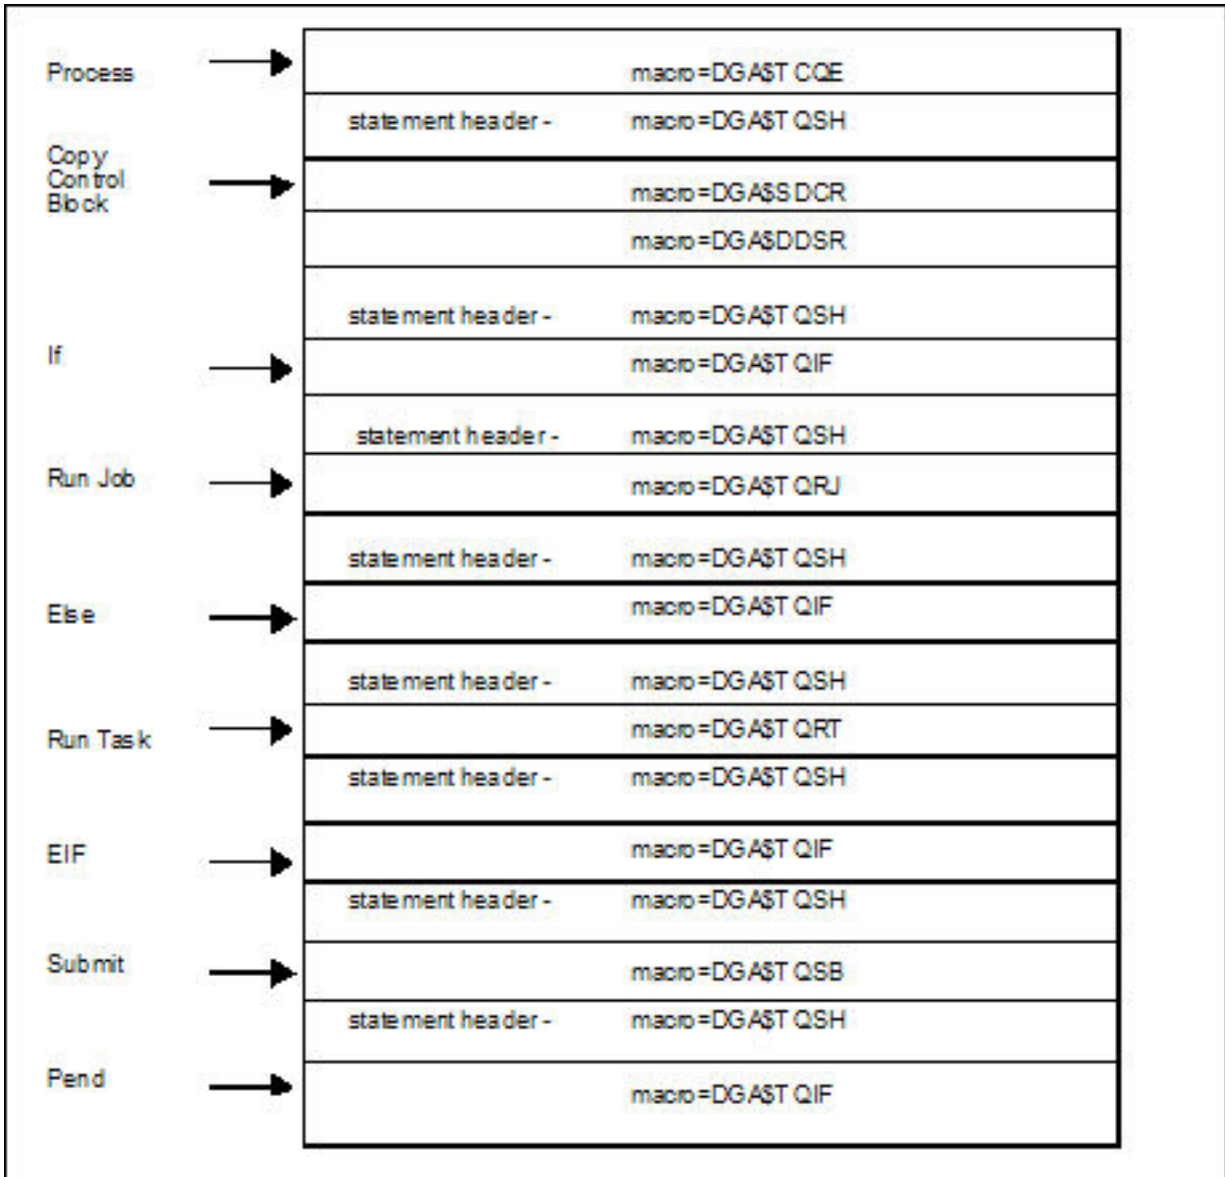 Process macro=DGA$TCQE
statement header - macro=DGA$TQSH
Copy
Control
Block
macro=DGA$SDCR
macro=DGA$DDSR
statement header - macro=DGA$TQSH
If macro=DGA$TQIF
statement header - macro=DGA$TQSH
Run Job macro=DGA$TQRJ
statement header - macro=DGA$TQSH
Else macro=DGA$TQIF
statement header - macro=DGA$TQSH
Run Task macro=DGA$TQRT
statement header - macro=DGA$TQSH
EIF macro=DGA$TQIF
statement header - macro=DGA$TQSH
Submit macro=DGA$TQSB
statement header - macro=DGA$TQSH
Pend macro=DGA$TQIF